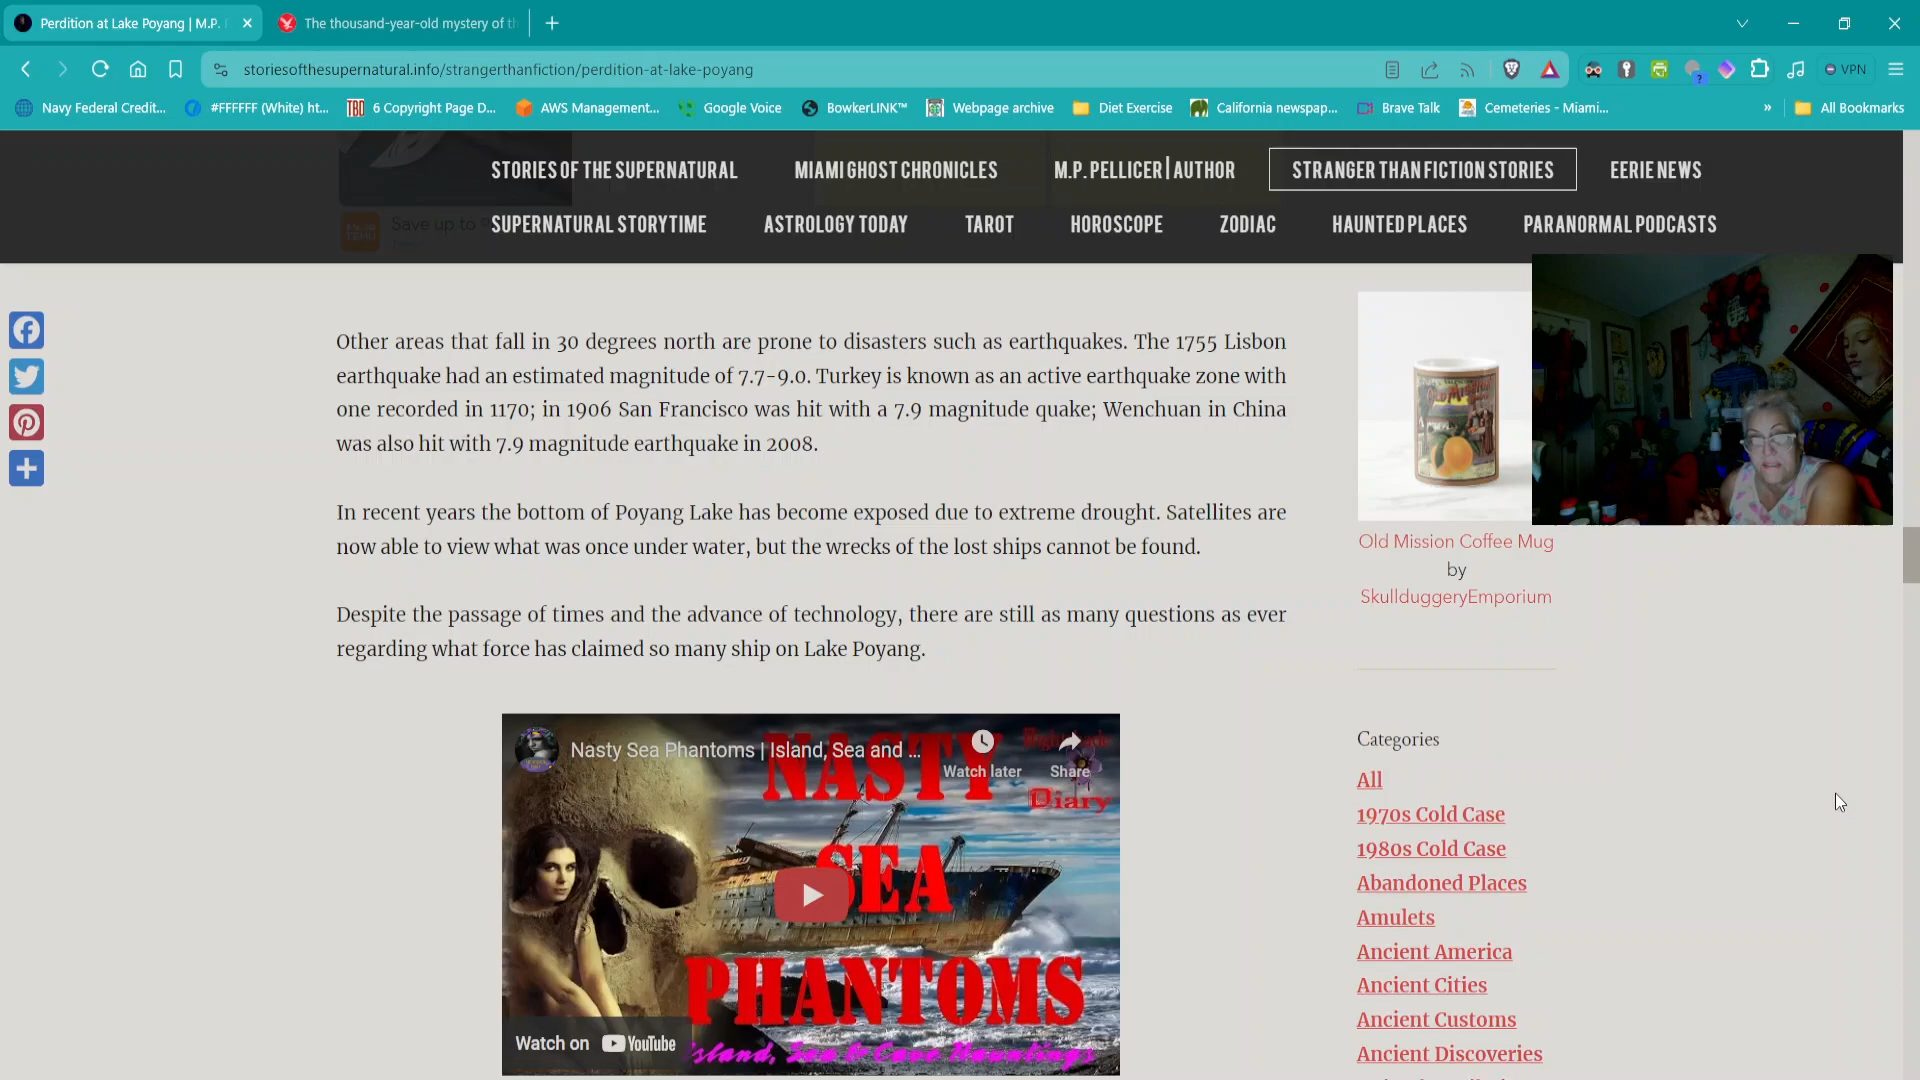 Perdition at Lake Poyang | M.P.
The thousand-year-old mystery of th
storiesofthesupernatural.info/strangerthanfiction/perdition-at-lake-poyang
VPN
Navy Federal Credit...
#FFFFFF (White) ht...
6 Copyright Page D...
AWS Management...
Google Voice
BowkerLINK™
Webpage archive
Diet Exercise
California newspap...
Brave Talk
Cemeteries - Miami...
»
All Bookmarks
STORIES OF THE SUPERNATURAL
MIAMI GHOST CHRONICLES
M.P. PELLICER | AUTHOR
STRANGER THAN FICTION STORIES
EERIE NEWS
Save up to
SUPERNATURAL STORYTIME
ASTROLOGY TODAY
TAROT
HOROSCOPE
ZODIAC
HAUNTED PLACES
PARANORMAL PODCASTS
Other areas that fall in 30 degrees north are prone to disasters such as earthquakes. The 1755 Lisbon
earthquake had an estimated magnitude of 7.7-9.0. Turkey is known as an active earthquake zone with
one recorded in 1170; in 1906 San Francisco was hit with a 7.9 magnitude quake; Wenchuan in China
was also hit with 7.9 magnitude earthquake in 2008.
In recent years the bottom of Poyang Lake has become exposed due to extreme drought. Satellites are
now able to view what was once under water, but the wrecks of the lost ships cannot be found.
Despite the passage of times and the advance of technology, there are still as many questions as ever
regarding what force has claimed so many ship on Lake Poyang.
Nasty Sea Phantoms | Island, Sea and ...
Watch later
Share
NASTY
SEA
PHANTOMS
Diary
Island, Sea & Cave Hauntings
Watch on YouTube
Old Mission Coffee Mug
by
SkullduggeryEmporium
Categories
All
1970s Cold Case
1980s Cold Case
Abandoned Places
Amulets
Ancient America
Ancient Cities
Ancient Customs
Ancient Discoveries